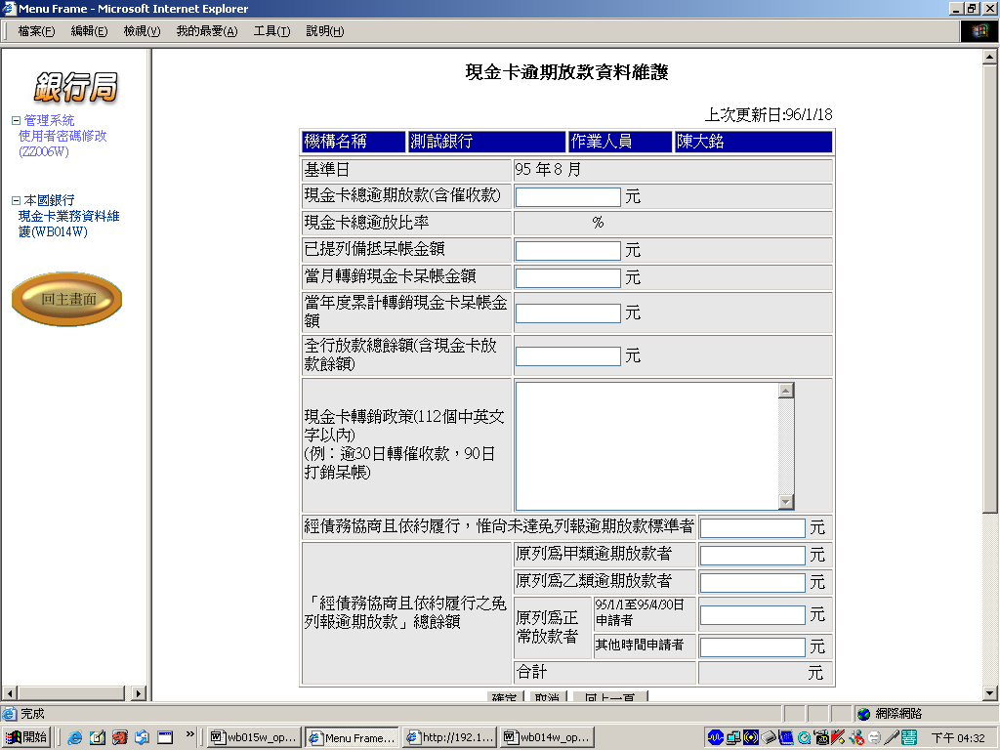 Menu Frame - Microsoft Internet Explorer
檔案(F) 編輯(E) 檢視(V) 我的最愛(A) 工具(T) 說明(H)
銀行局
管理系統
使用者密碼修改
(ZZ006W)
本國銀行
現金卡業務資料維
護(WB014W)
回主畫面
現金卡逾期放款資料維護
上次更新日:96/1/18
機構名稱 測試銀行 作業人員 陳大銘
基準日 95 年 8 月
現金卡總逾期放款(含催收款) 元
現金卡總逾放比率 %
已提列備抵呆帳金額 元
當月轉銷現金卡呆帳金額 元
當年度累計轉銷現金卡呆帳金
額 元
全行放款總餘額(含現金卡放
款餘額) 元
現金卡轉銷政策(112個中英文
字以內)
(例：逾30日轉催收款，90日
打銷呆帳)
經債務協商且依約履行，惟尚未達免列報逾期放款標準者 元
「經債務協商且依約履行之免
列報逾期放款」總餘額
原列為甲類逾期放款者 元
原列為乙類逾期放款者 元
原列為正
常放款者
95/1/1至95/4/30日
申請者 元
其他時間申請者 元
合計 元
確定 取消 回上一頁
完成 網際網路
開始 wb015w_op... Menu Frame... http://192.1... wb014w_op... 下午 04:32